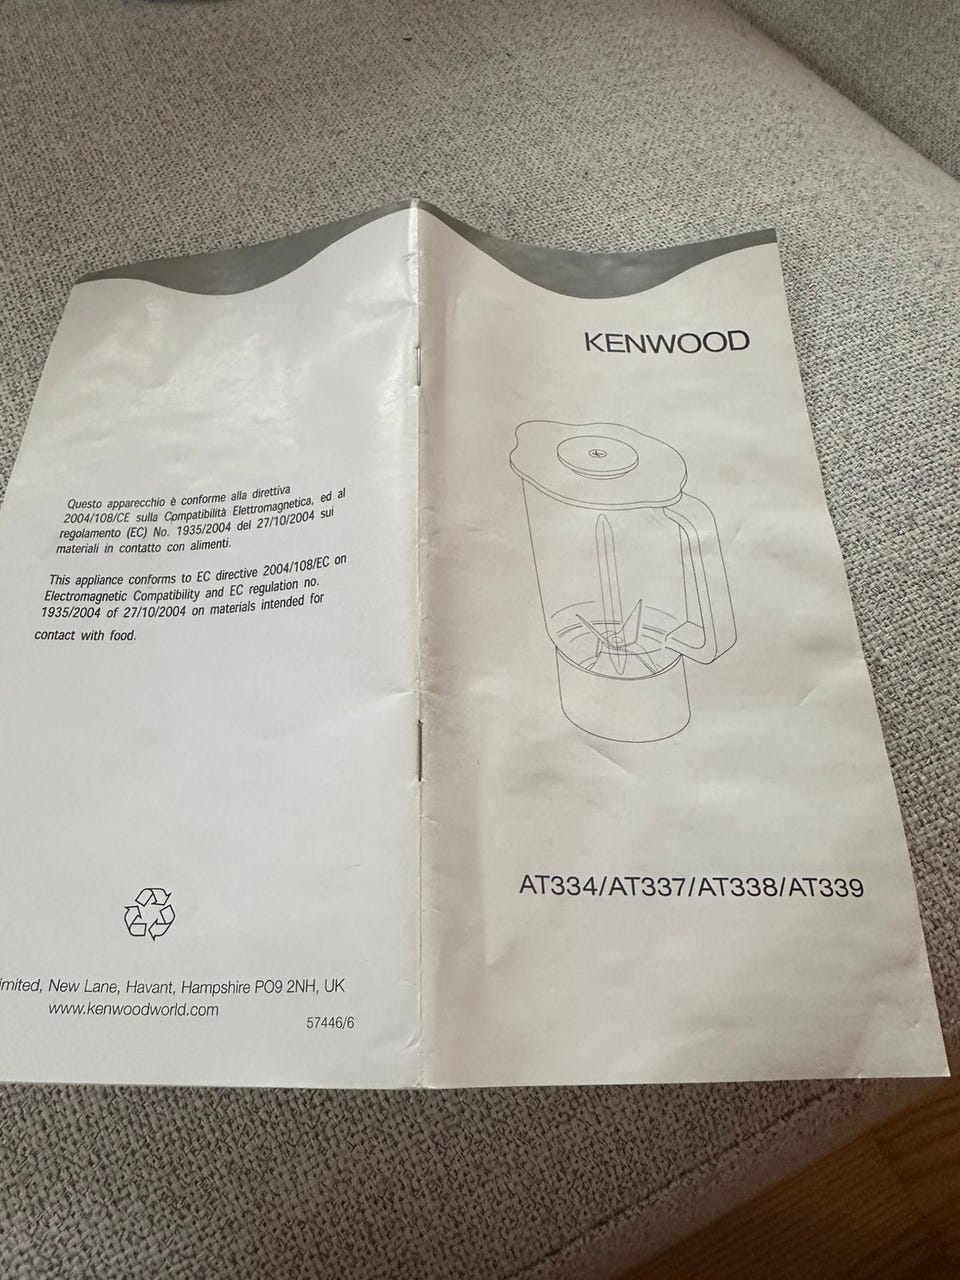 Questo apparecchio è conforme alla direttiva
2004/108/CE sulla Compatibilità Elettromagnetica, ed al
regolamento (EC) No. 1935/2004 del 27/10/2004 sui
materiali in contatto con alimenti.
This appliance conforms to EC directive 2004/108/EC on
Electromagnetic Compatibility and EC regulation no.
1935/2004 of 27/10/2004 on materials intended for
contact with food.
imited, New Lane, Havant, Hampshire PO9 2NH, UK
www.kenwoodworld.com
57446/6
KENWOOD
AT334/AT337/AT338/AT339